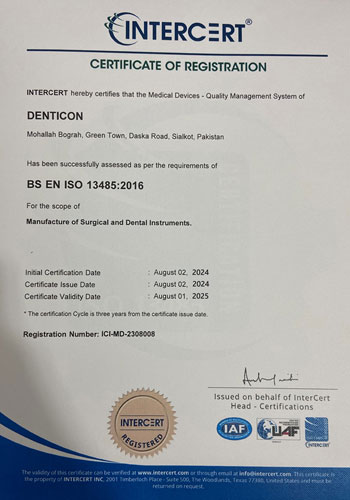 INTERCERT®
CERTIFICATE OF REGISTRATION
INTERCERT hereby certifies that the Medical Devices - Quality Management System of
DENTICON
Mohallah Bograh, Green Town, Daska Road, Sialkot, Pakistan
Has been successfully assessed as per the requirements of
BS EN ISO 13485:2016
For the scope of
Manufacture of Surgical and Dental Instruments.
Initial Certification Date : August 02, 2024
Certificate Issue Date : August 02, 2024
Certificate Validity Date : August 01, 2025
* The certification Cycle is three years from the certificate issue date.
Registration Number: ICI-MD-2308008
Issued on behalf of InterCert
Head - Certifications
INTERCERT
REGISTERED
IAF
UAF
INTERCERT
The validity of this certificate can be verified at www.intercert.com or through email at info@intercert.com. This certificate is
the property of INTERCERT INC. 2001 Timberloch Place : Suite 500, The Woodlands, Texas 77380, United States and must be
returned on request.